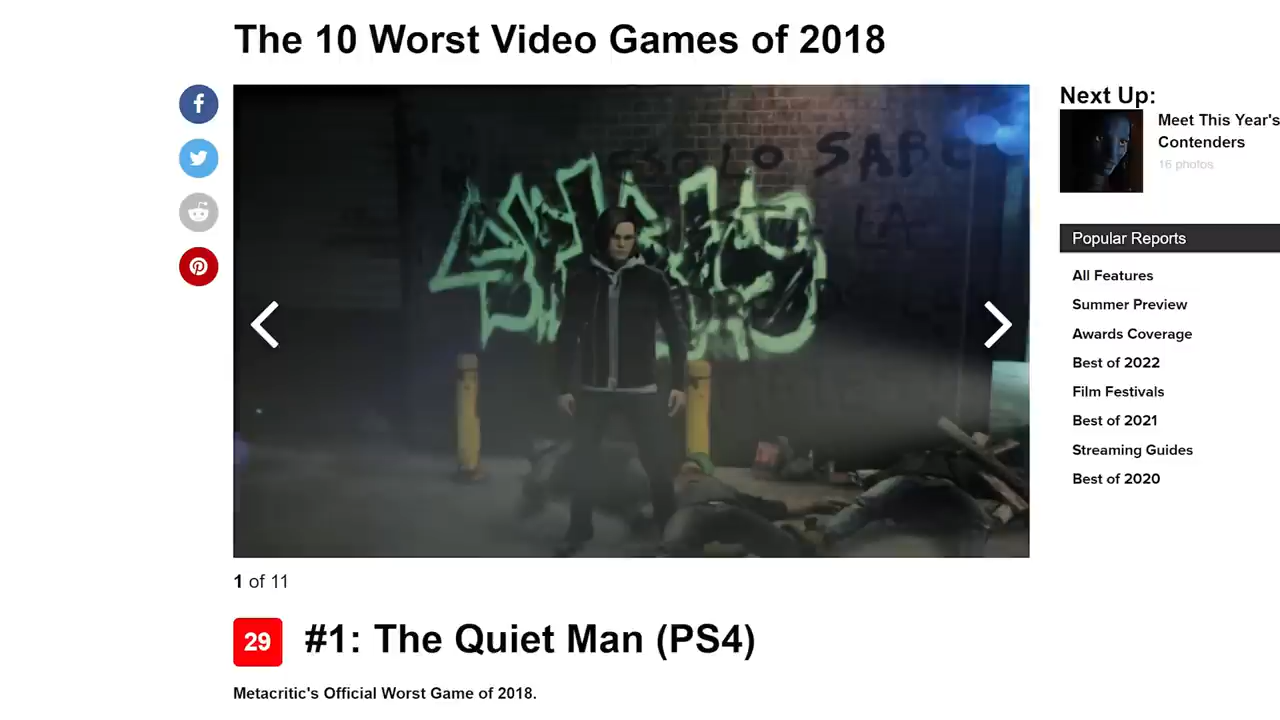 The 10 Worst Video Games of 2018
Next Up:
Meet This Year's
Contenders
16 photos
Popular Reports
All Features
Summer Preview
Awards Coverage
Best of 2022
Film Festivals
Best of 2021
Streaming Guides
Best of 2020
SABE
LA
1 of 11
29 #1: The Quiet Man (PS4)
Metacritic's Official Worst Game of 2018.